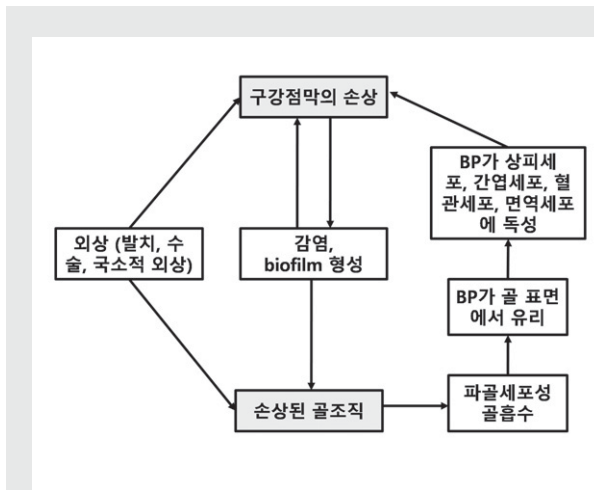 구강점막의 손상
BP가 상피세
포, 간엽세포, 혈
관세포, 면역세포
에 독성
외상 (발치, 수
술, 국소적 외상)
감염,
biofilm 형성
BP가 골 표면
에서 유리
손상된 골조직
파골세포성
골흡수